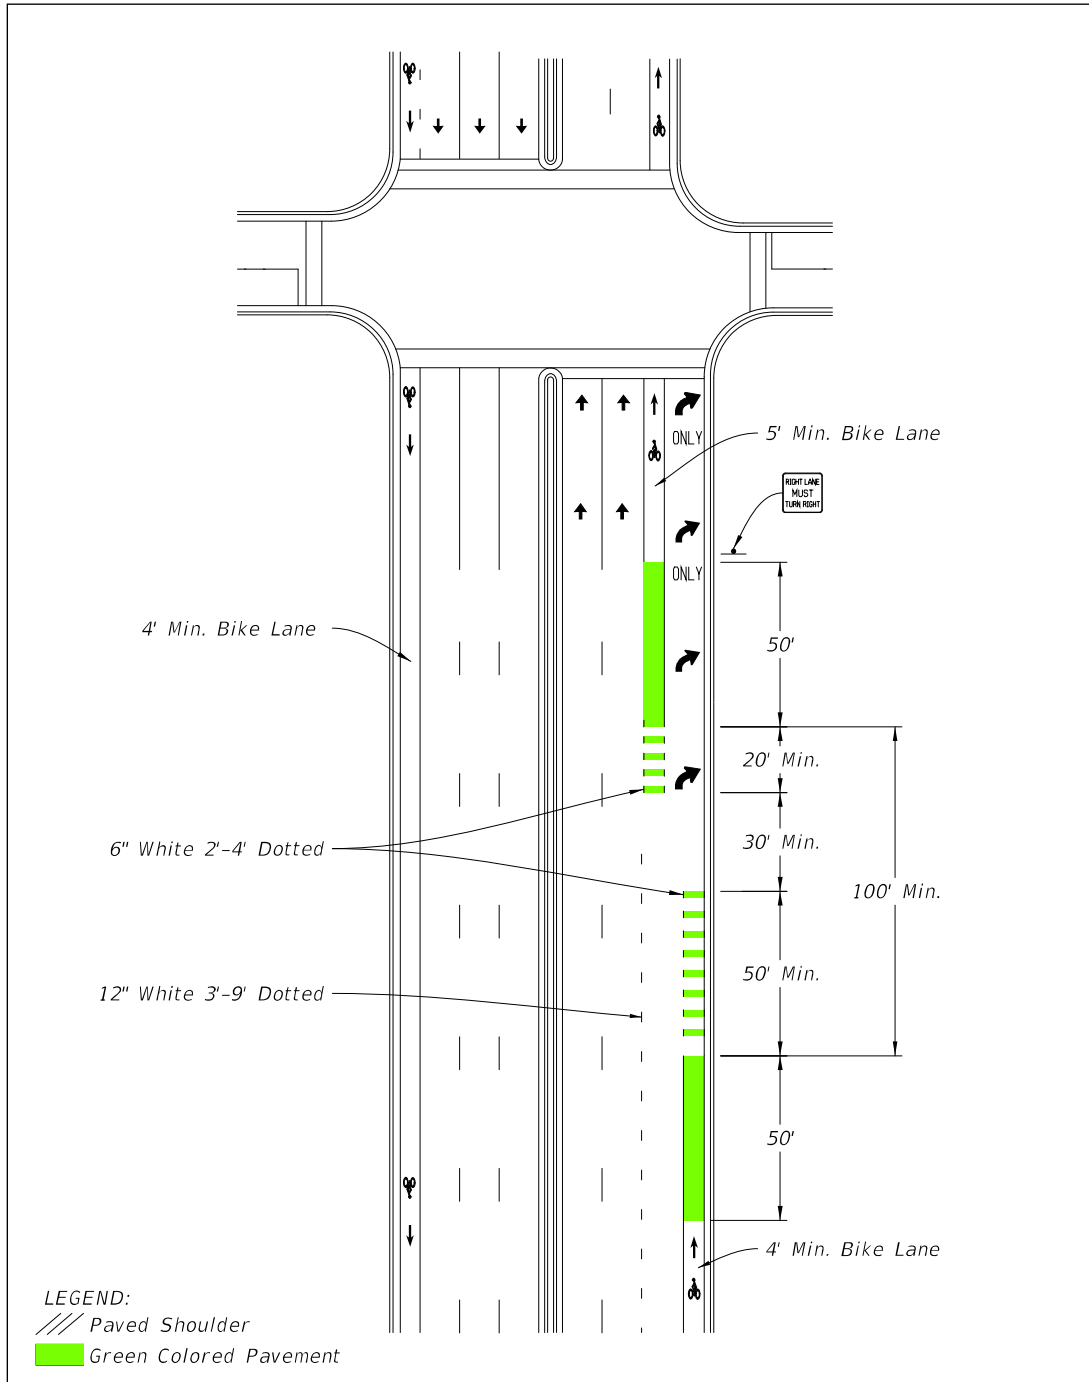 ONLY
5' Min. Bike Lane
RIGHT LANE
MUST
TURN RIGHT
ONLY
4' Min. Bike Lane
50'
20' Min.
6" White 2'-4' Dotted
30' Min.
100' Min.
50' Min.
12" White 3'-9' Dotted
50'
4' Min. Bike Lane
LEGEND:
Paved Shoulder
Green Colored Pavement